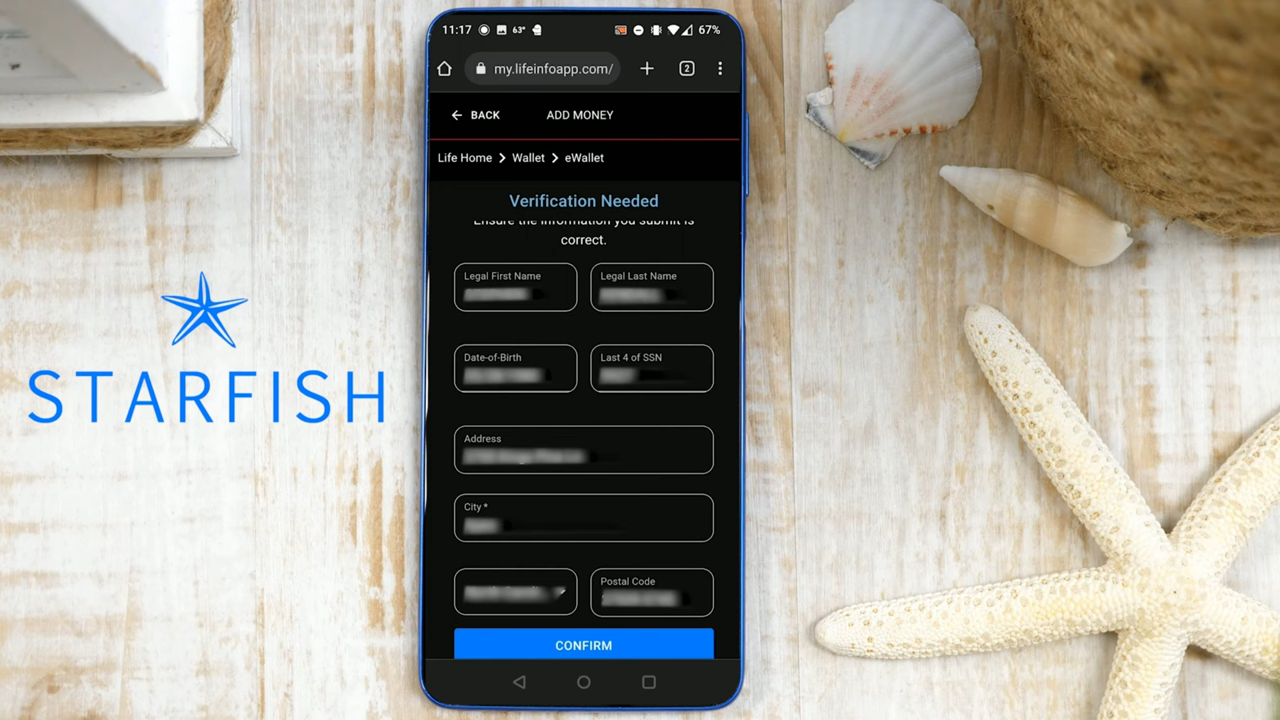 STARFISH
11:17 63° 67%
my.lifeinfoapp.com/ 2
BACK ADD MONEY
Life Home Wallet eWallet
Verification Needed
Ensure the information you submit is
correct.
Legal First Name Legal Last Name
Date-of-Birth Last 4 of SSN
Address
City *
Postal Code
CONFIRM